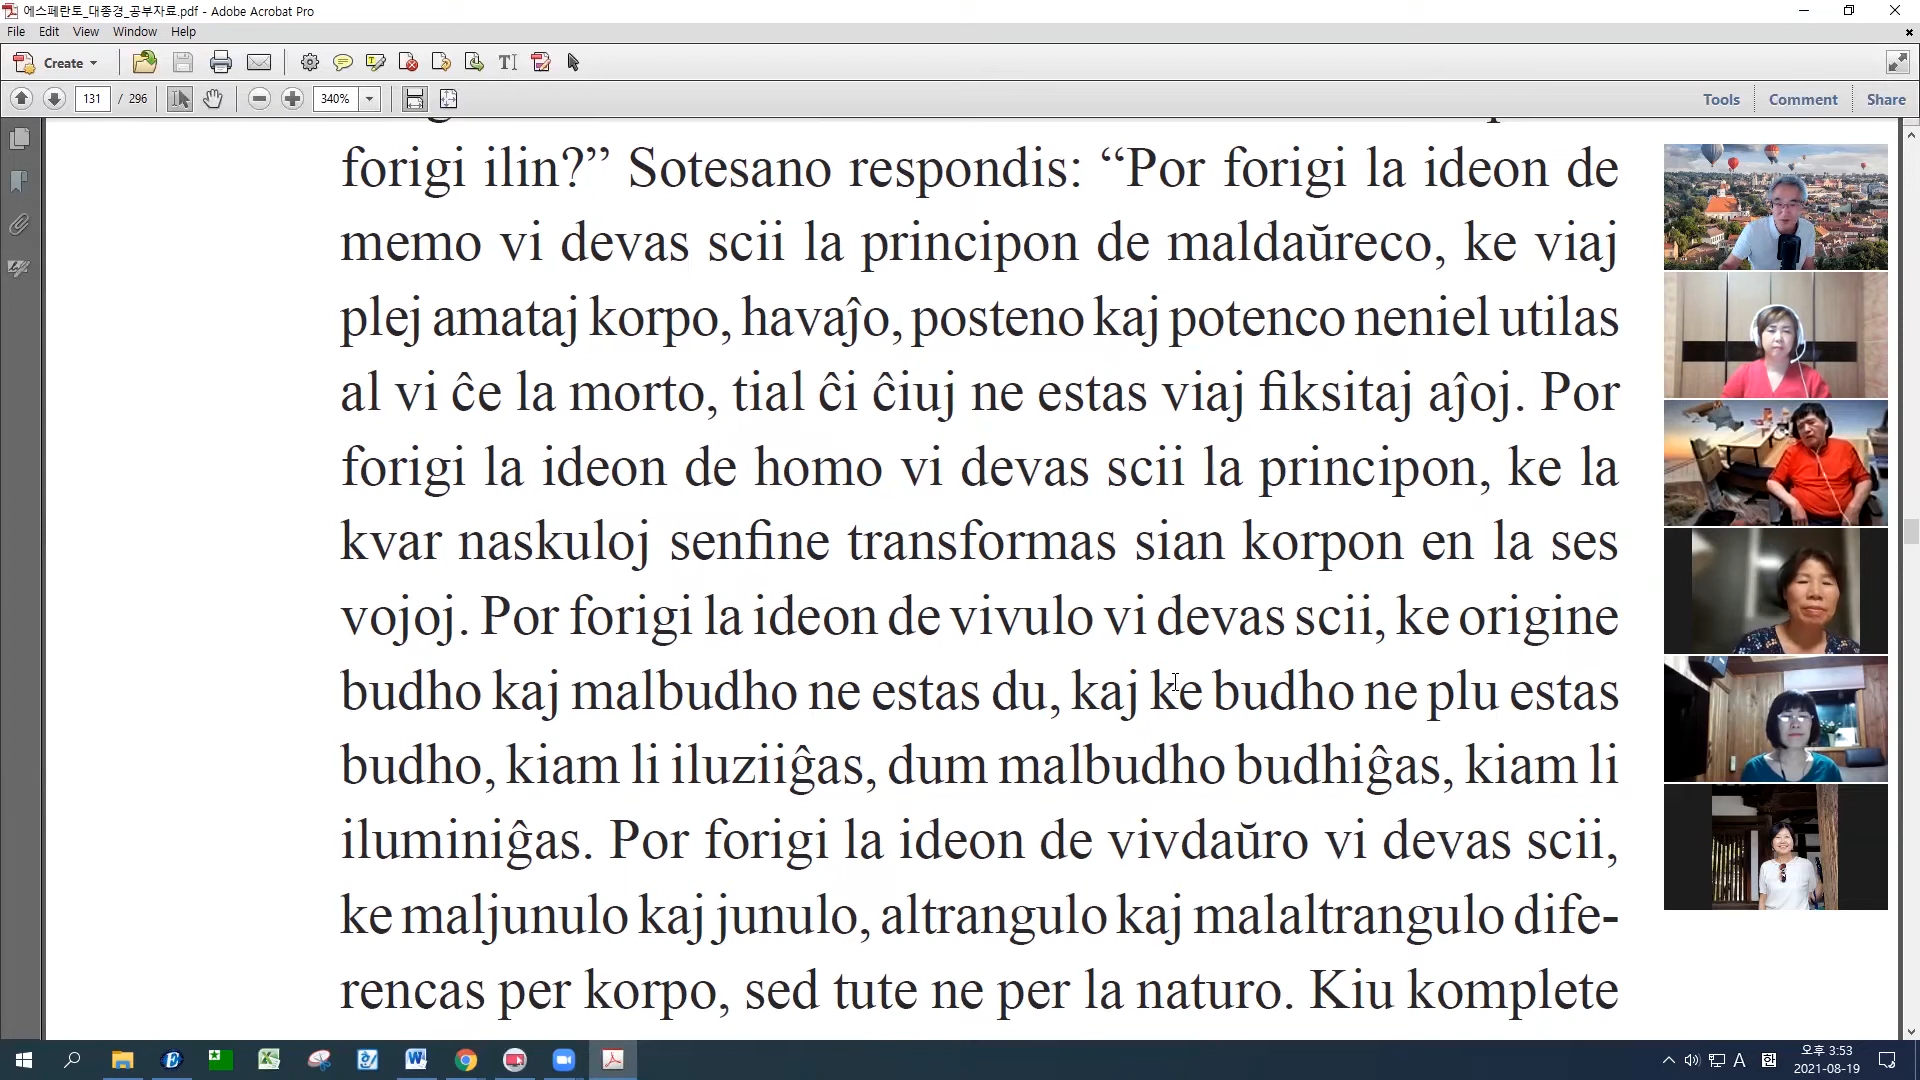 에스페란토_대종경_공부자료.pdf - Adobe Acrobat Pro
File Edit View Window Help
Create
131 / 296
340%
Tools Comment Share
forigi ilin?” Sotesano respondis: “Por forigi la ideon de
memo vi devas scii la principon de maldaŭreco, ke viaj
plej amataj korpo, havaĵo, posteno kaj potenco neniel utilas
al vi ĉe la morto, tial ĉi ĉiuj ne estas viaj fiksitaj aĵoj. Por
forigi la ideon de homo vi devas scii la principon, ke la
kvar naskuloj senfine transformas sian korpon en la ses
vojoj. Por forigi la ideon de vivulo vi devas scii, ke origine
budho kaj malbudho ne estas du, kaj ke budho ne plu estas
budho, kiam li iluziiĝas, dum malbudho budhiĝas, kiam li
iluminiĝas. Por forigi la ideon de vivdaŭro vi devas scii,
ke maljunulo kaj junulo, altrangulo kaj malaltrangulo dife-
rencas per korpo, sed tute ne per la naturo. Kiu komplete
A 한
오후 3:53
2021-08-19